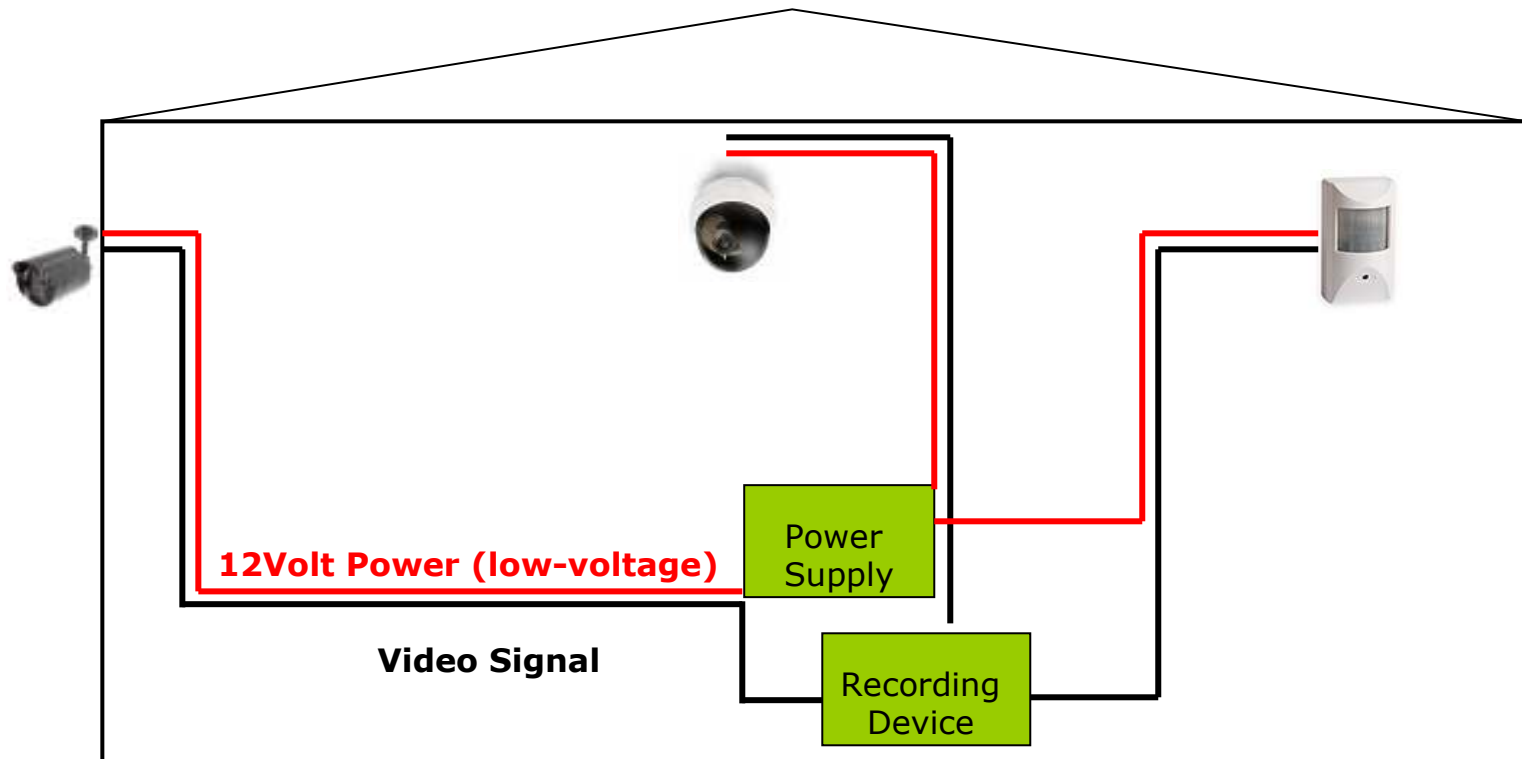 12Volt Power (low-voltage)
Power
Supply
Video Signal
Recording
Device